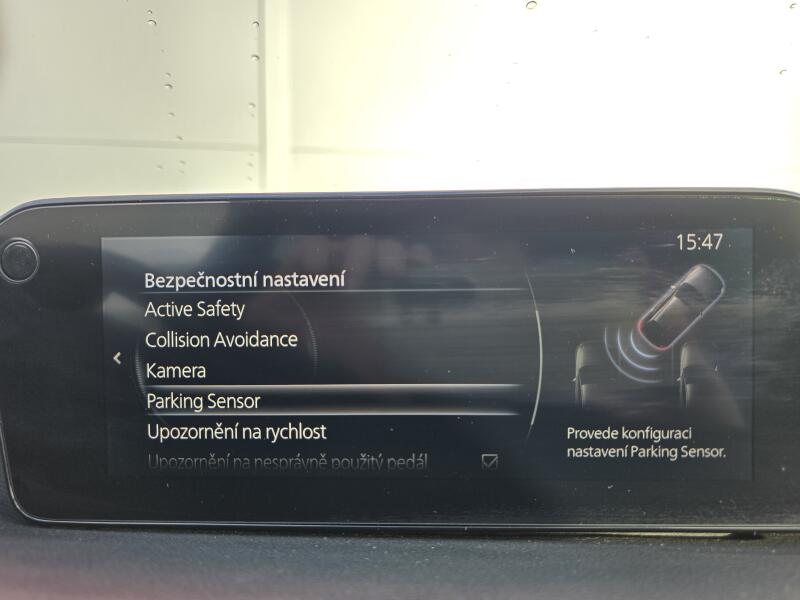 15:47
Bezpečnostní nastavení
Active Safety
Collision Avoidance
Kamera
Parking Sensor
Upozornění na rychlost
Upozornění na nesprávně použitý pedál
Provede konfiguraci
nastavení Parking Sensor.